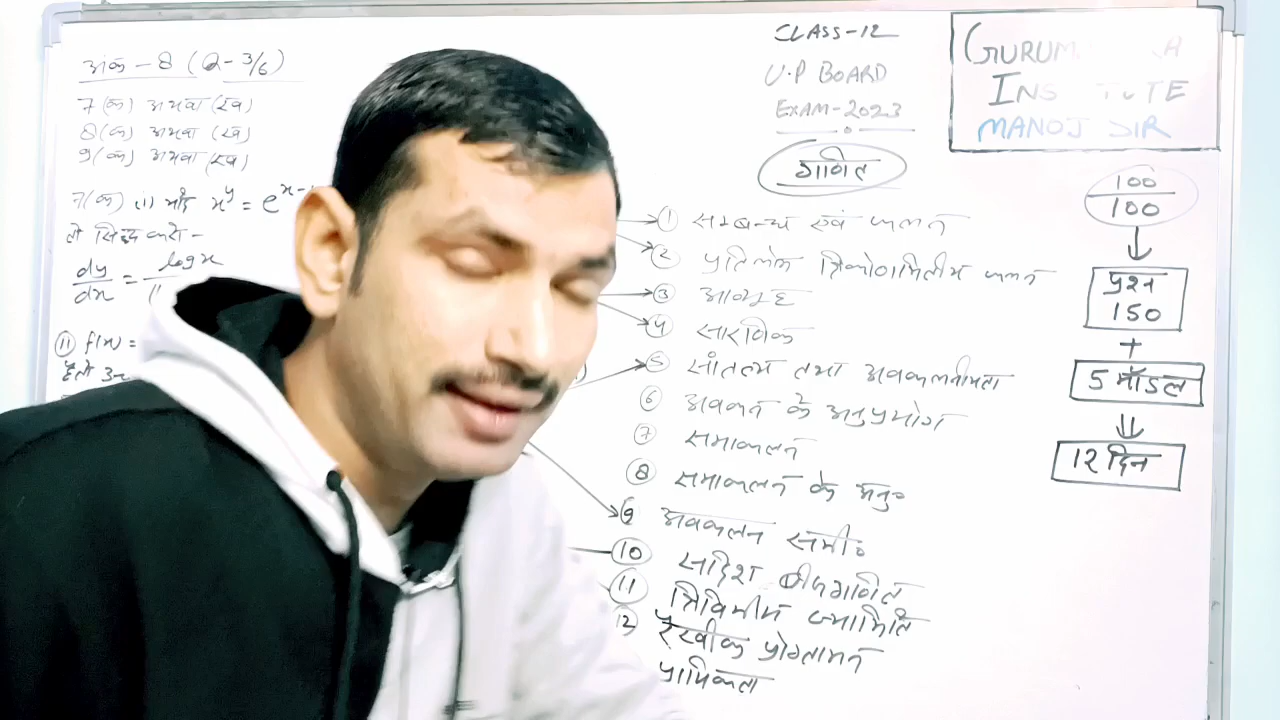 अंक - 8 (Q - 3/6)
7 (क) अथवा (ख)
8 (क) अथवा (ख)
9 (क) अथवा (ख)
7 (क) (i) यदि x^y = e^x-
तो सिद्ध करो -
dy/dx = log x /
(ii) f(x) =
CLASS-12
U.P BOARD
EXAM-2023
गणित
① सम्बन्ध एवं फलन
② प्रतिलोम त्रिकोणमितीय फलन
③ आव्यूह
④ सारणिक
⑤ सांतत्य तथा अवकलनीयता
⑥ अवकलन के अनुप्रयोग
⑦ समाकलन
⑧ समाकलन के अनु०
⑨ अवकलन समी०
⑩ सदिश बीजगणित
⑪ त्रिविमीय ज्यामिति
12 रैखीक प्रोग्रामन
प्रायिकता
GURUM A
INS TUTE
MANOJ SIR
100/100
↓
प्रश्न
150
+
5 मॉडल
⇓
12 दिन